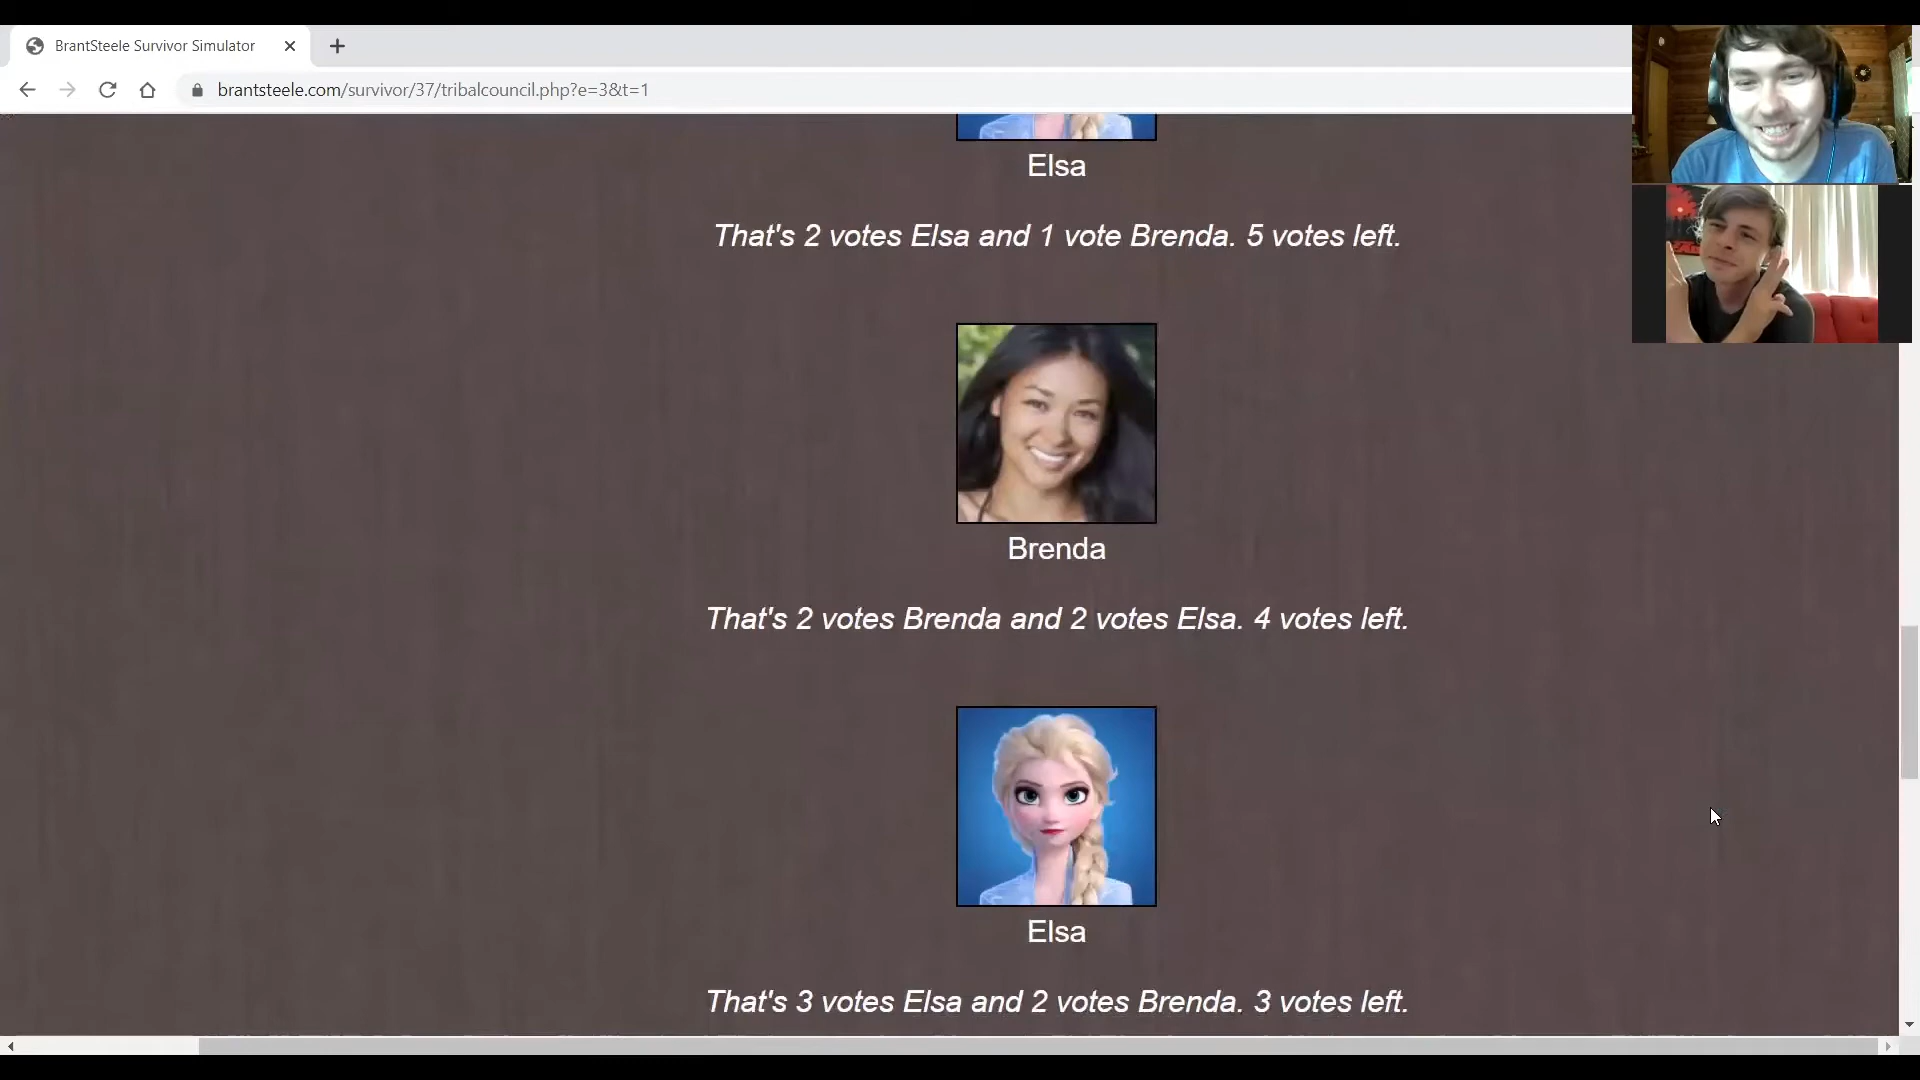 BrantSteele Survivor Simulator
brantsteele.com/survivor/37/tribalcouncil.php?e=3&t=1
Elsa
That's 2 votes Elsa and 1 vote Brenda. 5 votes left.
Brenda
That's 2 votes Brenda and 2 votes Elsa. 4 votes left.
Elsa
That's 3 votes Elsa and 2 votes Brenda. 3 votes left.